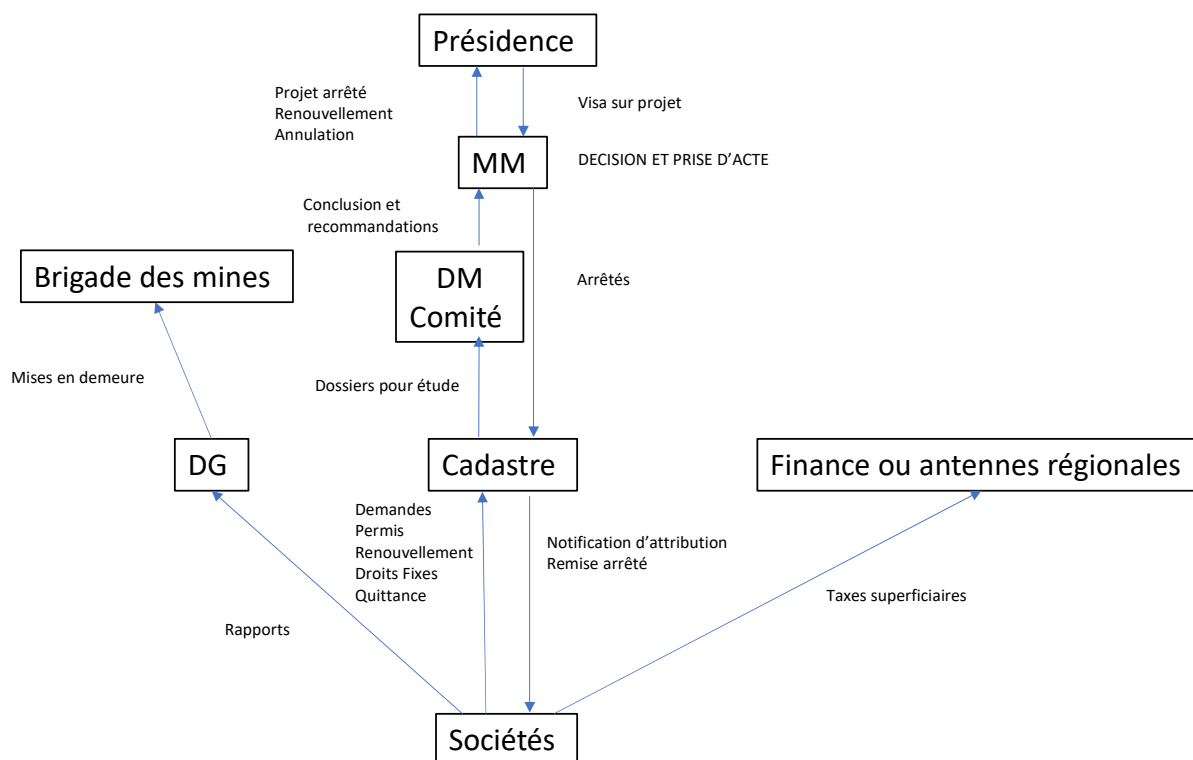 Présidence
Projet arrêté
Renouvellement
Annulation
Visa sur projet
MM
DECISION ET PRISE D’ACTE
Conclusion et
recommandations
Brigade des mines
DM
Comité
Arrêtés
Mises en demeure
Dossiers pour étude
DG
Cadastre
Finance ou antennes régionales
Demandes
Permis
Renouvellement
Droits Fixes
Quittance
Notification d’attribution
Remise arrêté
Taxes superficiaires
Rapports
Sociétés